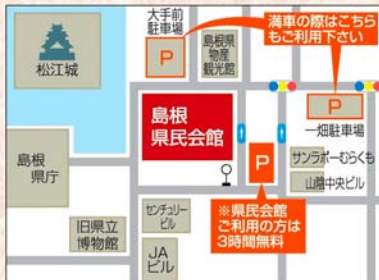 大手前
駐車場
P
満車の際はこちら
もご利用下さい
松江城
島根県
物産
観光館
P
一畑駐車場
島根
県民会館
P
サンラポーむらくも
山陰中央ビル
島根
県庁
※県民会館
ご利用の方は
3時間無料
旧県立
博物館
センチュリー
ビル
JA
ビル